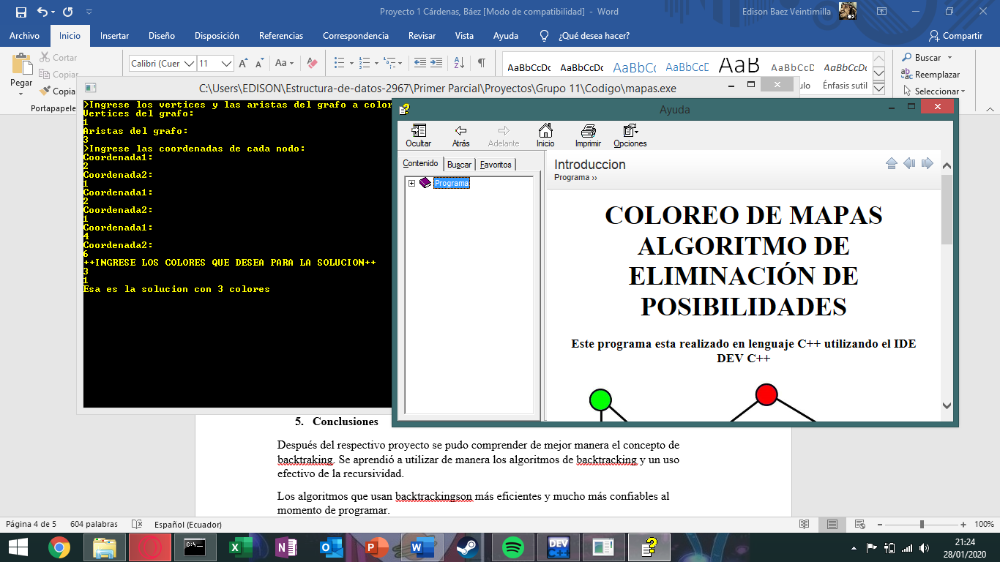 Proyecto 1 Cárdenas, Báez [Modo de compatibilidad] - Word
Edison Baez Veintimilla
Archivo Inicio Insertar Diseño Disposición Referencias Correspondencia Revisar Vista Ayuda ¿Qué desea hacer? Compartir
Pegar
Cortar
Copiar
Copia
Portapapele
Calibri (Cuer 11
AaBbCcDc AaBbCcDc AaBbCc AaBbCcC AaB AaBbCcD AaBbCcDc
ulo Énfasis sutil
Buscar
Reemplazar
Seleccionar
C:\Users\EDISON\Estructura-de-datos-2967\Primer Parcial\Proyectos\Grupo 11\Codigo\mapas.exe
>Ingrese los vertices y las aristas del grafo a color
Vertices del grafo:
1
Aristas del grafo:
3
>Ingrese las coordenadas de cada nodo:
Coordenada1:
2
Coordenada2:
1
Coordenada1:
2
Coordenada2:
1
Coordenada1:
4
Coordenada2:
6
++INGRESE LOS COLORES QUE DESEA PARA LA SOLUCION++
3
1
Esa es la solucion con 3 colores
Ayuda
Ocultar Atrás Adelante Inicio Imprimir Opciones
Contenido Buscar Favoritos
Programa
Introduccion
Programa ››
COLOREO DE MAPAS
ALGORITMO DE
ELIMINACIÓN DE
POSIBILIDADES
Este programa esta realizado en lenguaje C++ utilizando el IDE
DEV C++
5. Conclusiones
Después del respectivo proyecto se pudo comprender de mejor manera el concepto de
backtraking. Se aprendió a utilizar de manera los algoritmos de backtracking y un uso
efectivo de la recursividad.
Los algoritmos que usan backtrackingson más eficientes y mucho más confiables al
momento de programar.
Página 4 de 5 604 palabras Español (Ecuador) 100%
DEV C++
21:24
28/01/2020